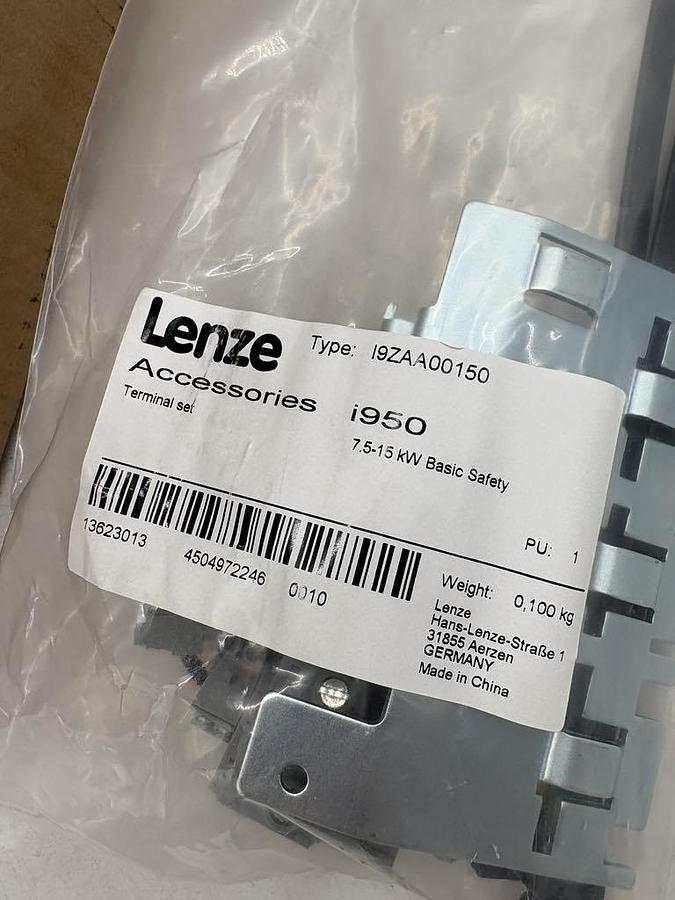 Lenze
Type: I9ZAA00150
Accessories i950
Terminal set
7.5-15 kW Basic Safety
PU: 1
13623013 4504972246 0010
Weight: 0,100 kg
Lenze
Hans-Lenze-Straße 1
31855 Aerzen
GERMANY
Made in China